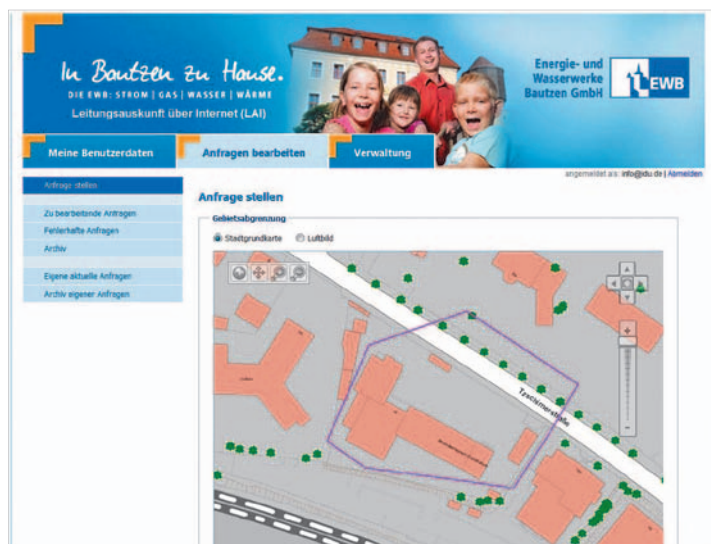 In Bautzen zu Hause.
DIE EWB: STROM | GAS | WASSER | WÄRME
Leitungsauskunft über Internet (LAI)
Energie- und
Wasserwerke
Bautzen GmbH
EWB
Meine Benutzerdaten
Anfragen bearbeiten
Verwaltung
angemeldet als: info@idu.de | Abmelden
Anfrage stellen
Zu bearbeitende Anfragen
Fehlerhafte Anfragen
Archiv
Eigene aktuelle Anfragen
Archiv eigener Anfragen
Anfrage stellen
Gebietsabgrenzung
Stadtgrundkarte
Luftbild
Tzschirnerstraße